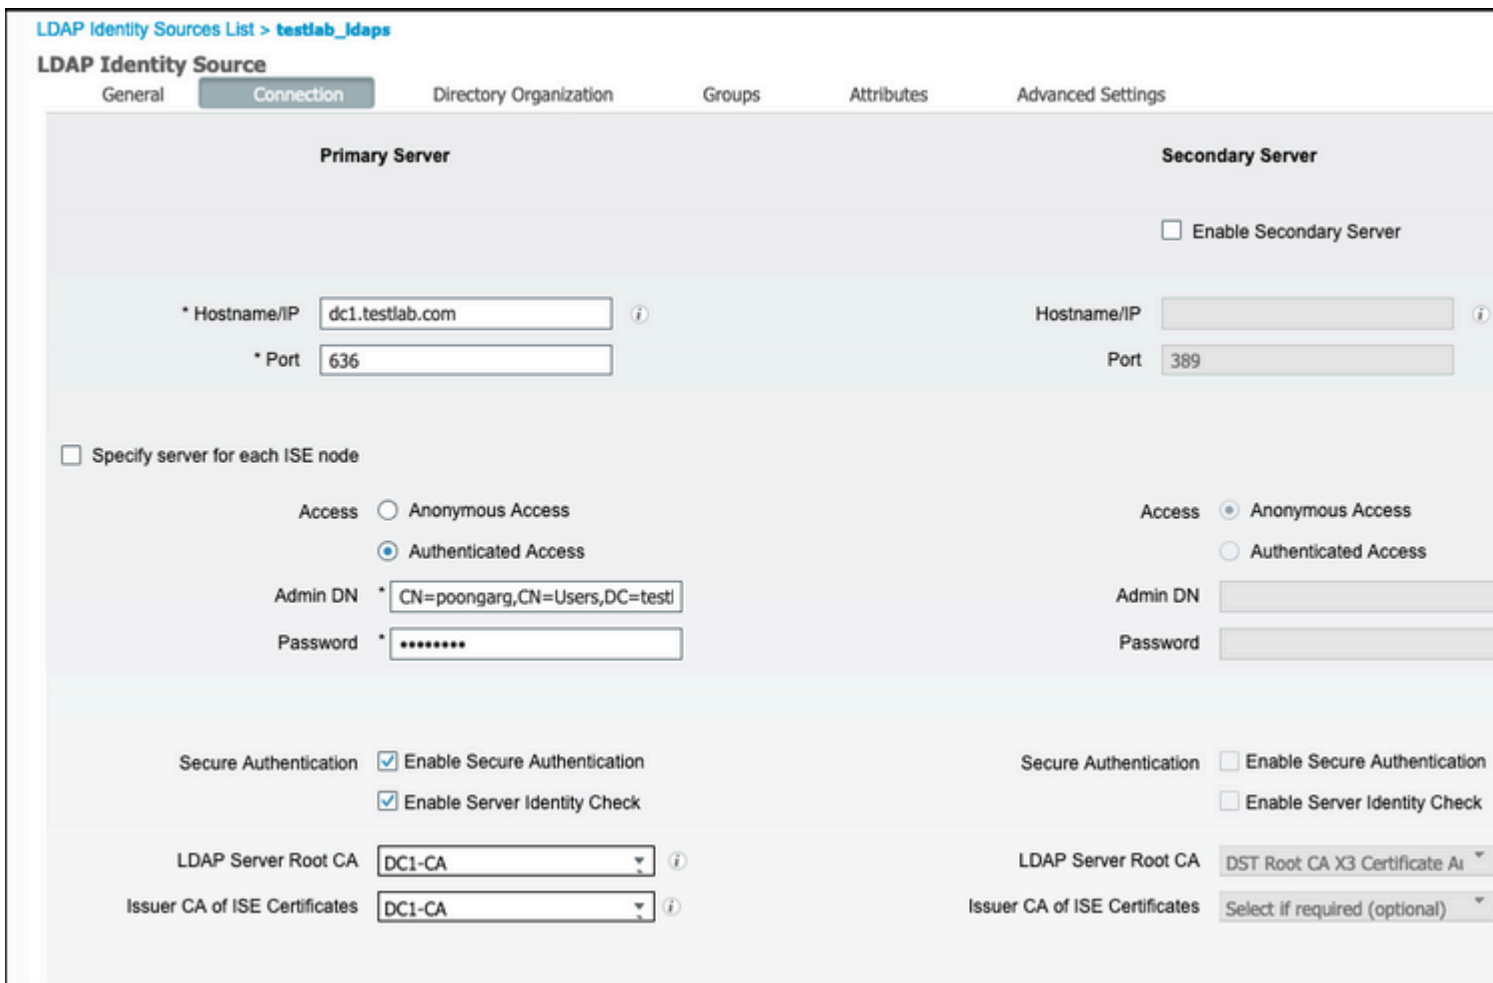 LDAP Identity Sources List > testlab_ldaps
LDAP Identity Source
General Connection Directory Organization Groups Attributes Advanced Settings
Primary Server Secondary Server
Enable Secondary Server
* Hostname/IP dc1.testlab.com Hostname/IP
* Port 636 Port 389
Specify server for each ISE node
Access Anonymous Access Access Anonymous Access
Authenticated Access Authenticated Access
Admin DN * CN=poongarg,CN=Users,DC=testl Admin DN
Password * •••••••• Password
Secure Authentication Enable Secure Authentication Secure Authentication Enable Secure Authentication
Enable Server Identity Check Enable Server Identity Check
LDAP Server Root CA DC1-CA LDAP Server Root CA DST Root CA X3 Certificate Au
Issuer CA of ISE Certificates DC1-CA Issuer CA of ISE Certificates Select if required (optional)